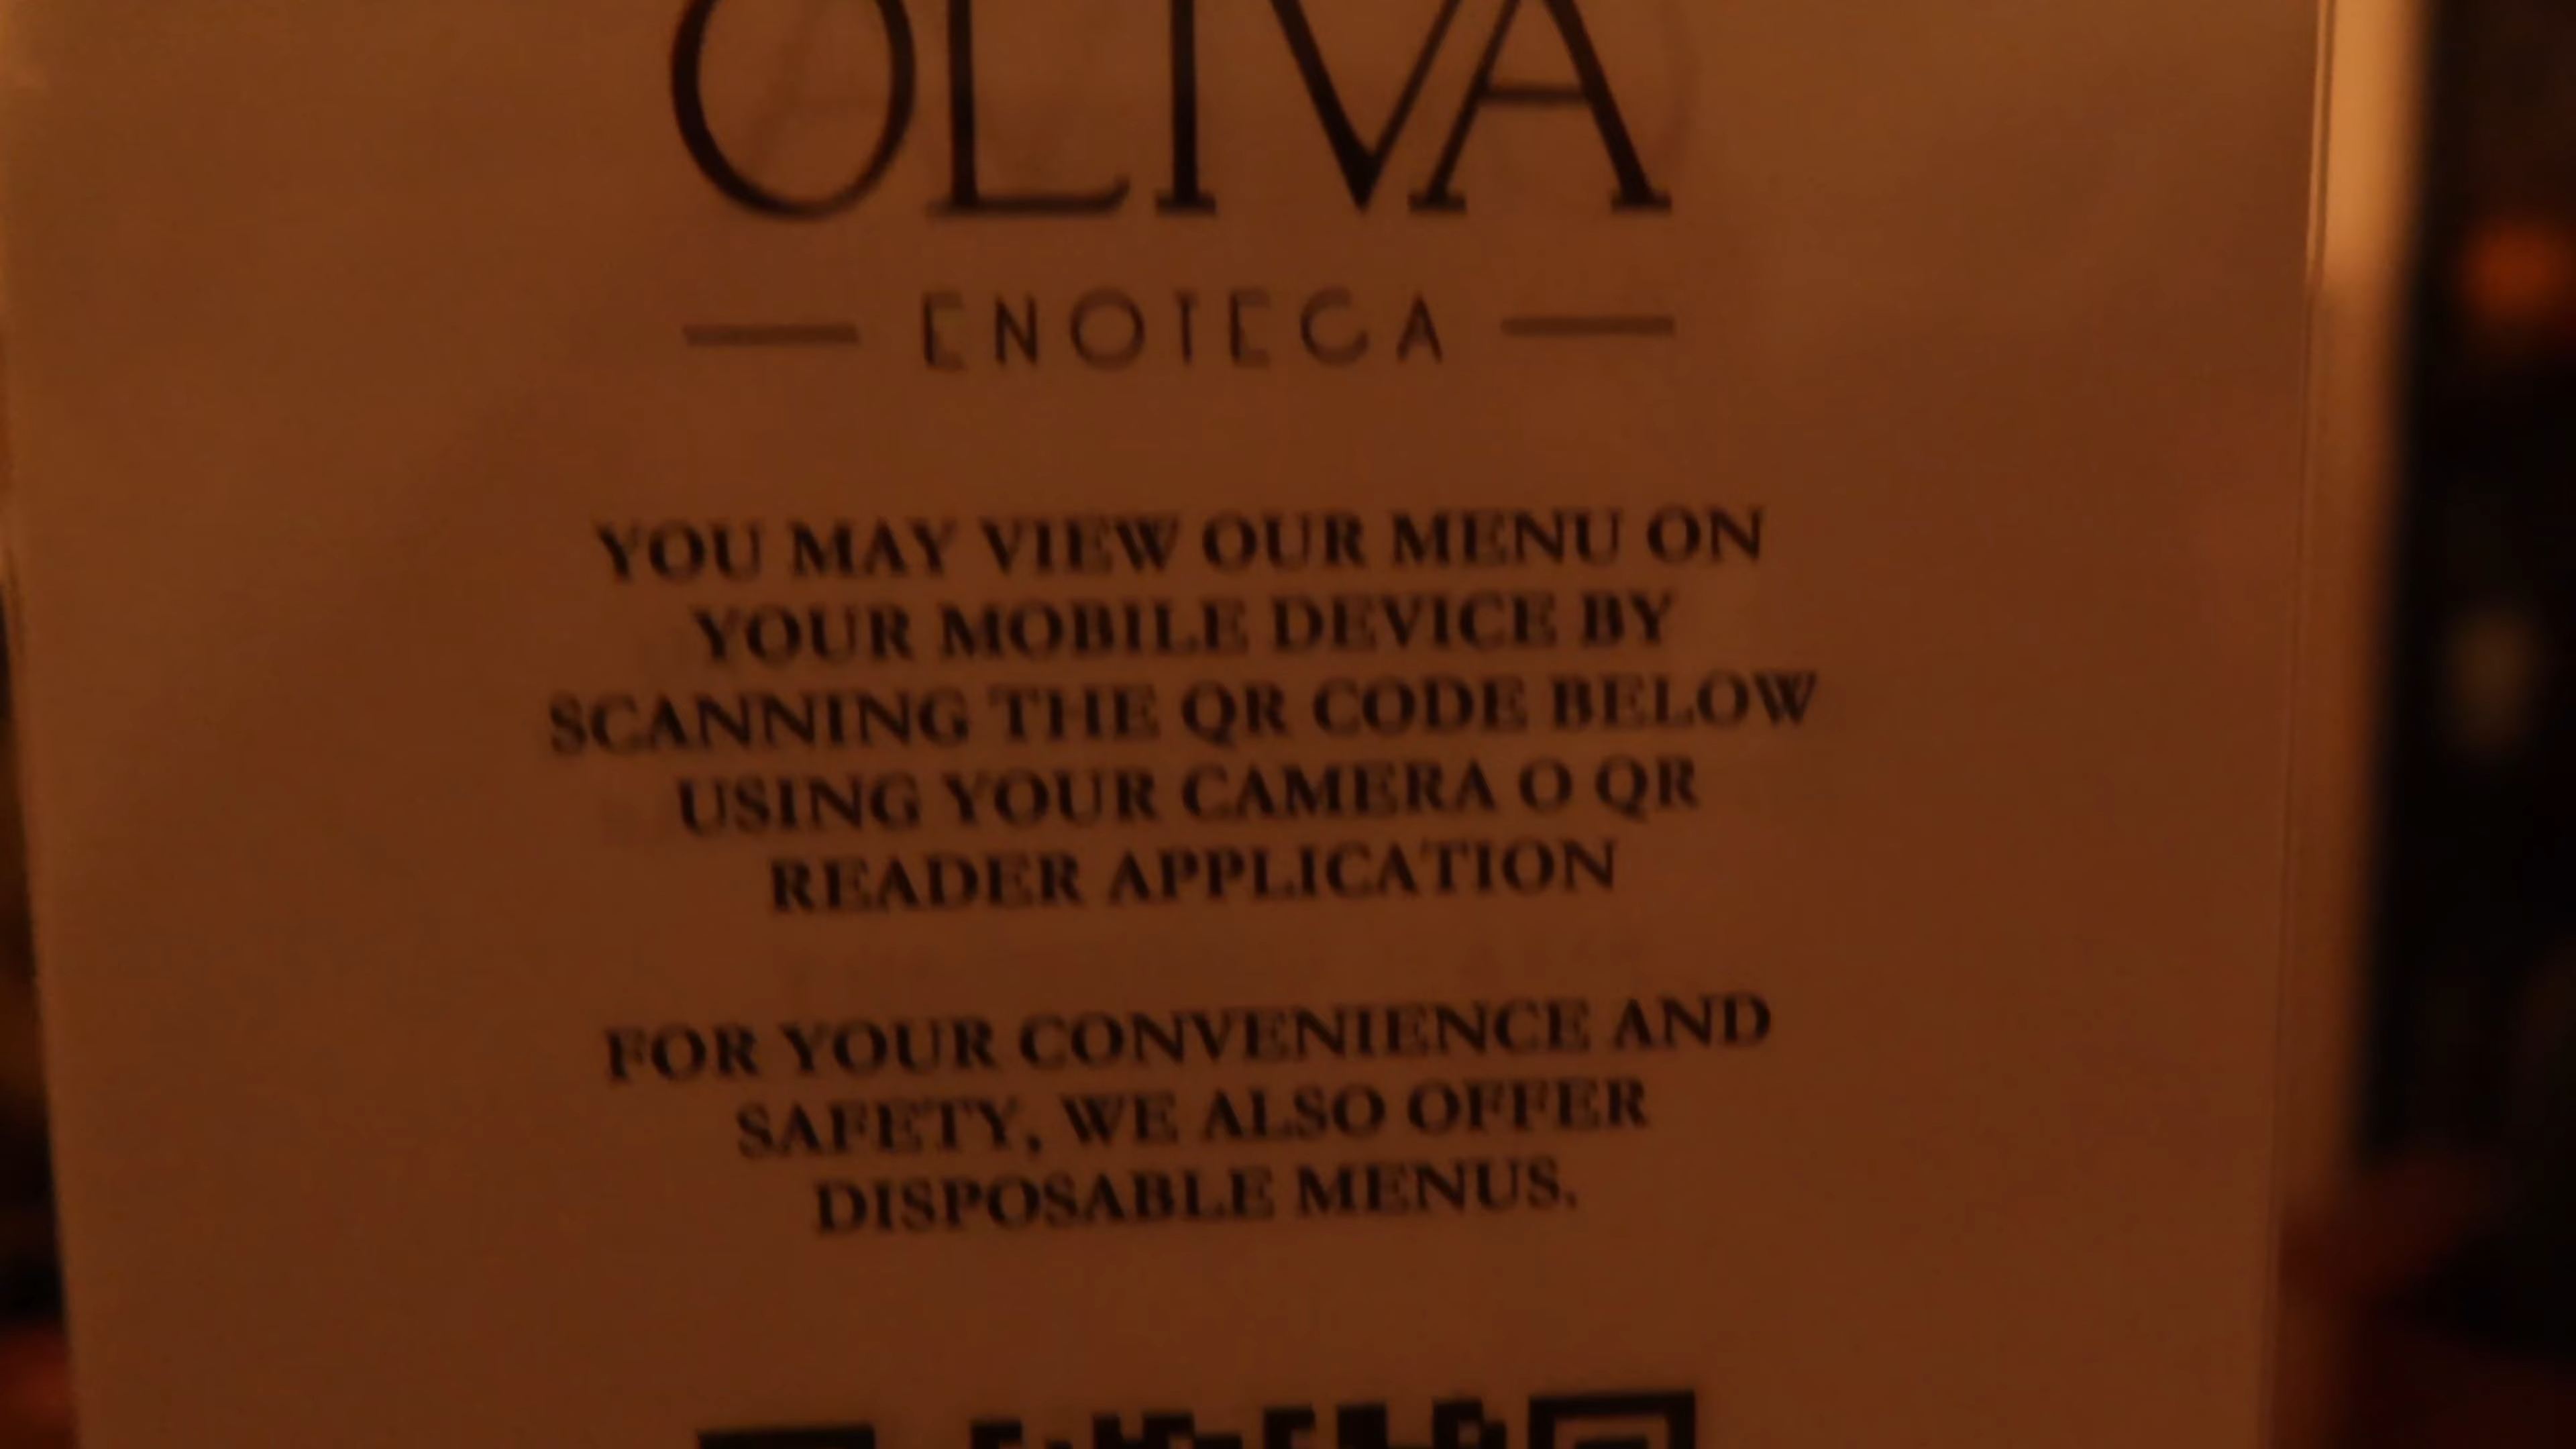 OLIVA
ENOTECA
YOU MAY VIEW OUR MENU ON
YOUR MOBILE DEVICE BY
SCANNING THE QR CODE BELOW
USING YOUR CAMERA O QR
READER APPLICATION
FOR YOUR CONVENIENCE AND
SAFETY, WE ALSO OFFER
DISPOSABLE MENUS.